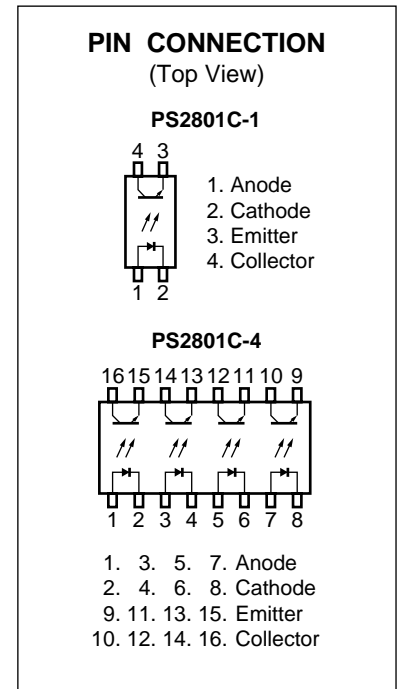 PIN CONNECTION
(Top View)
PS2801C-1
4 3
1. Anode
2. Cathode
3. Emitter
4. Collector
1 2
PS2801C-4
16 15 14 13 12 11 10 9
1 2 3 4 5 6 7 8
1. 3. 5. 7. Anode
2. 4. 6. 8. Cathode
9. 11. 13. 15. Emitter
10. 12. 14. 16. Collector